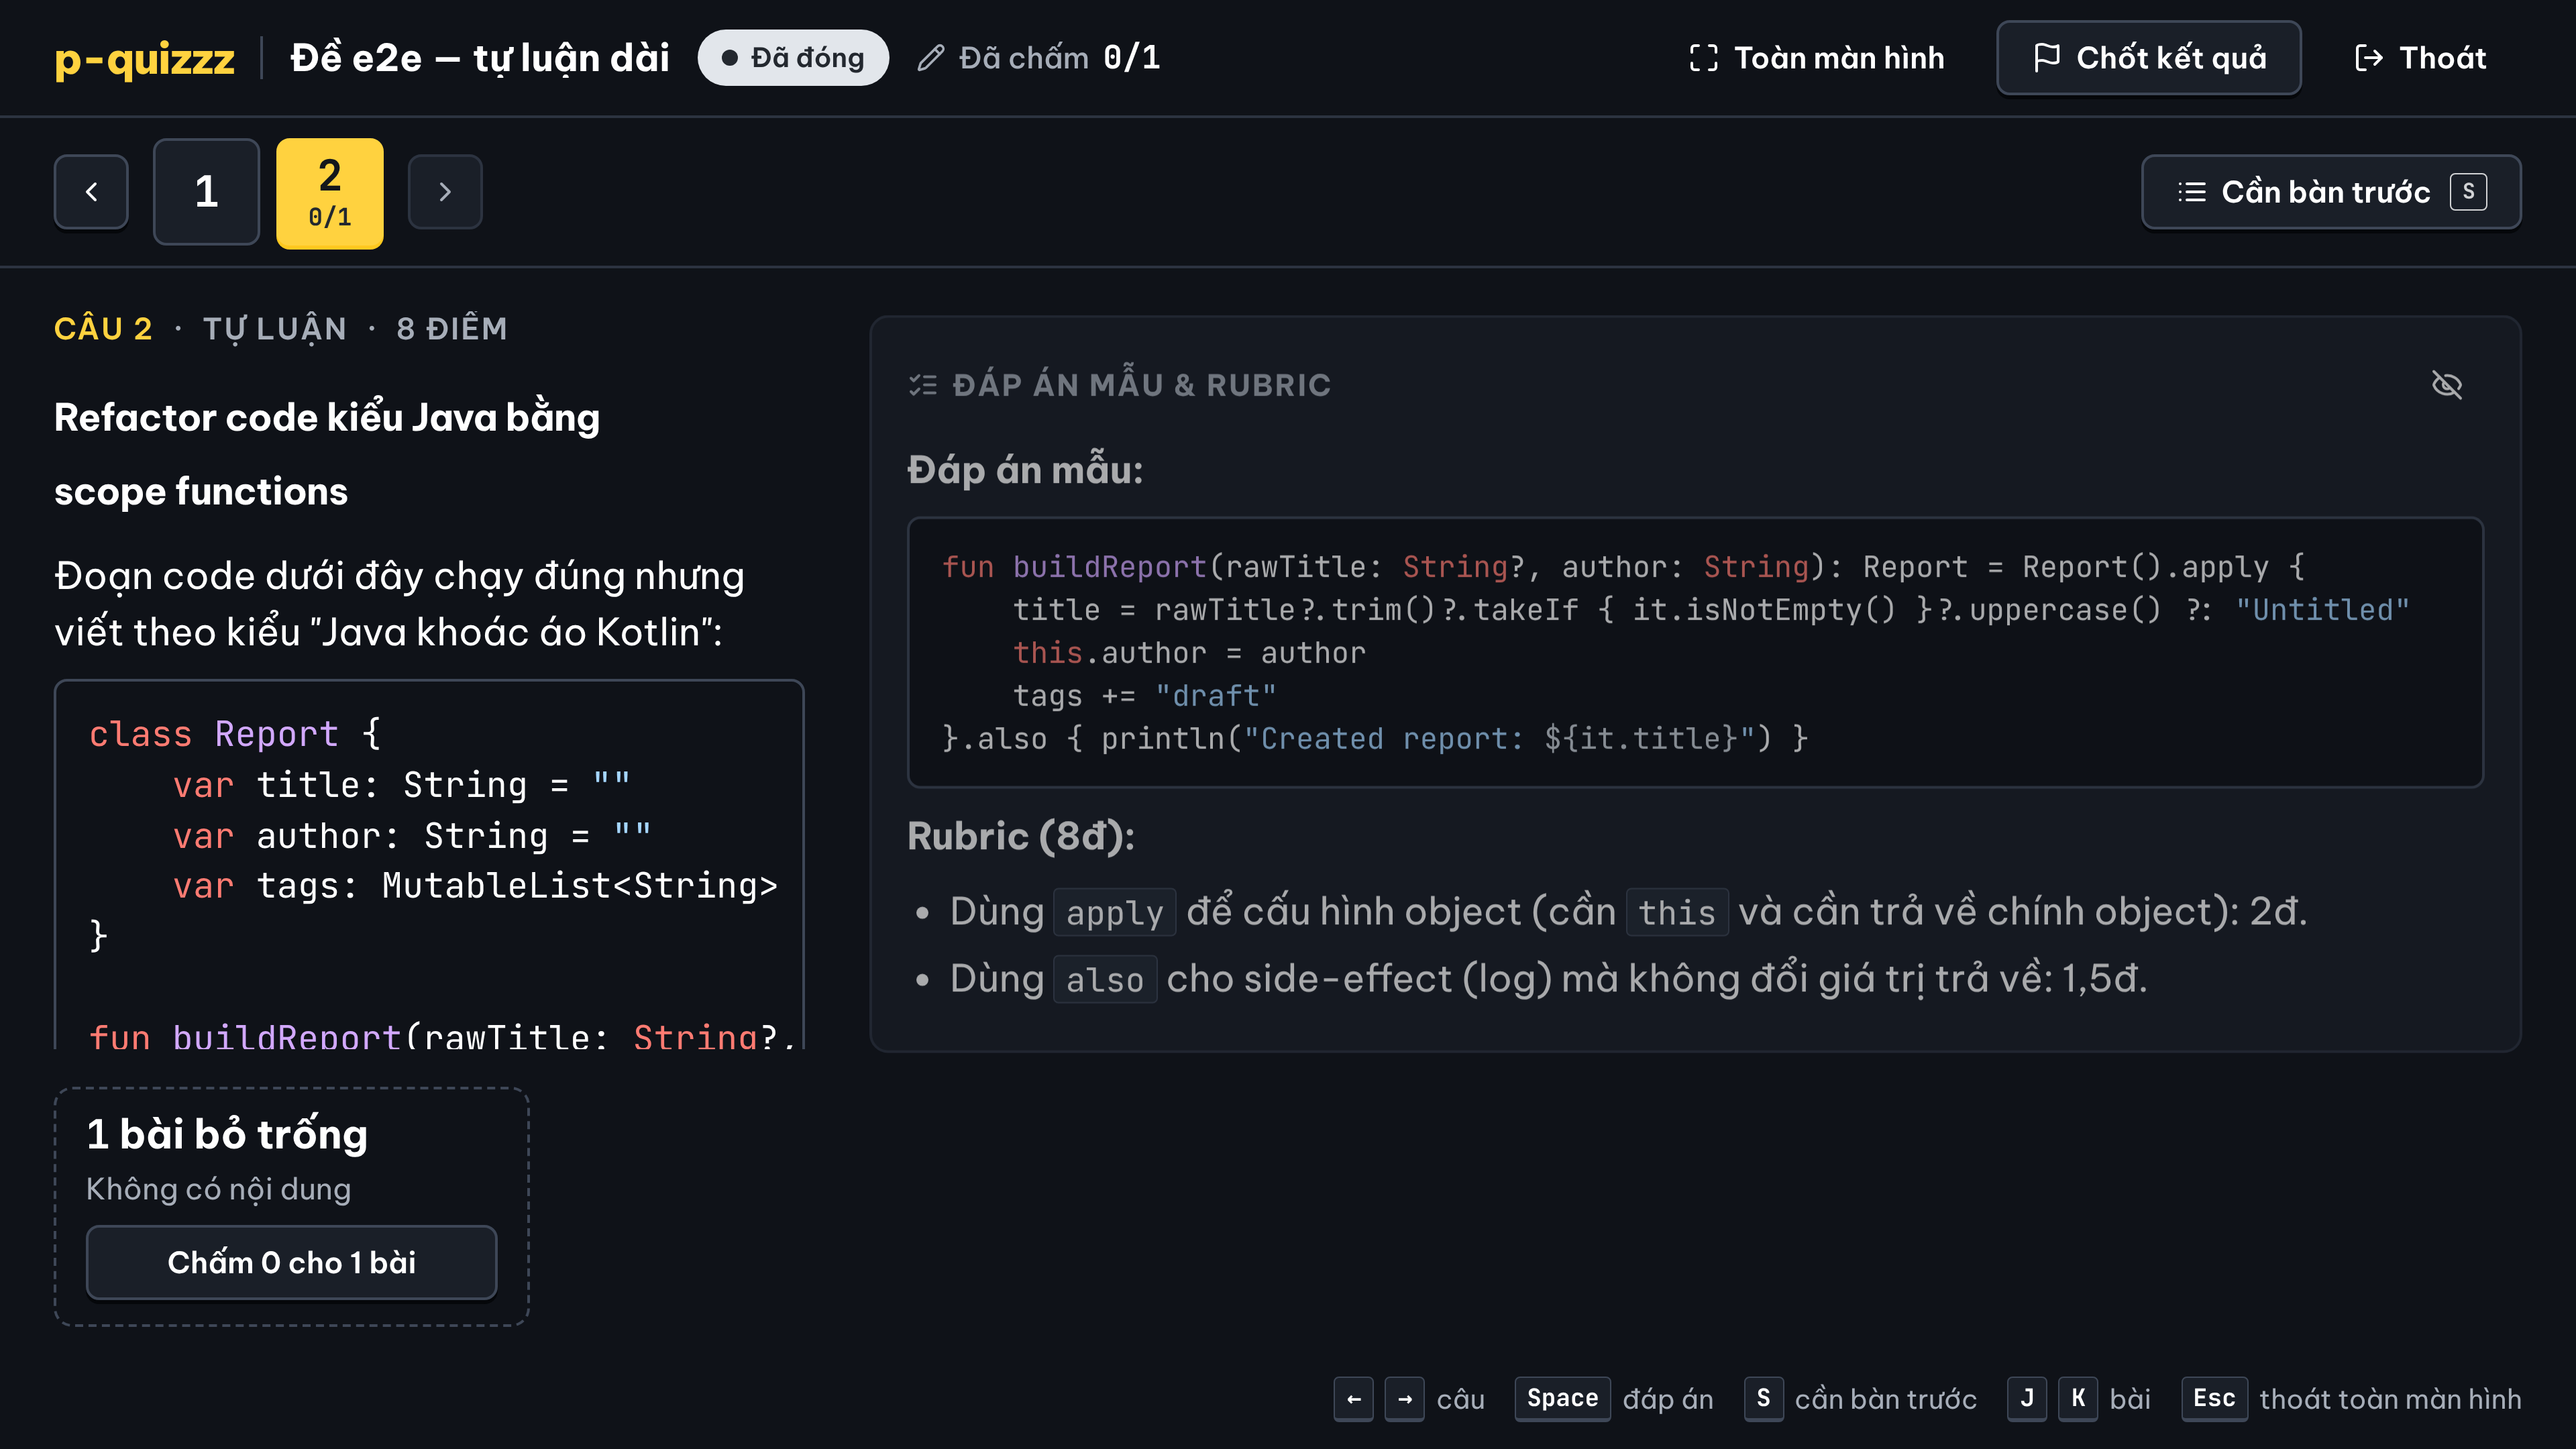 p-quizzz
Đề e2e — tự luận dài
Đã đóng
Đã chấm 0/1
Toàn màn hình
Chốt kết quả
Thoát
1
2
0/1
Cần bàn trước S
CÂU 2 · TỰ LUẬN · 8 ĐIỂM
Refactor code kiểu Java bằng
scope functions
Đoạn code dưới đây chạy đúng nhưng
viết theo kiểu "Java khoác áo Kotlin":
class Report {
    var title: String = ""
    var author: String = ""
    var tags: MutableList<String>
}
fun buildReport(rawTitle: String?,
ĐÁP ÁN MẪU & RUBRIC
Đáp án mẫu:
fun buildReport(rawTitle: String?, author: String): Report = Report().apply {
    title = rawTitle?.trim()?.takeIf { it.isNotEmpty() }?.uppercase() ?: "Untitled"
    this.author = author
    tags += "draft"
}.also { println("Created report: ${it.title}") }
Rubric (8đ):
• Dùng apply để cấu hình object (cần this và cần trả về chính object): 2đ.
• Dùng also cho side-effect (log) mà không đổi giá trị trả về: 1,5đ.
1 bài bỏ trống
Không có nội dung
Chấm 0 cho 1 bài
← → câu Space đáp án S cần bàn trước J K bài Esc thoát toàn màn hình